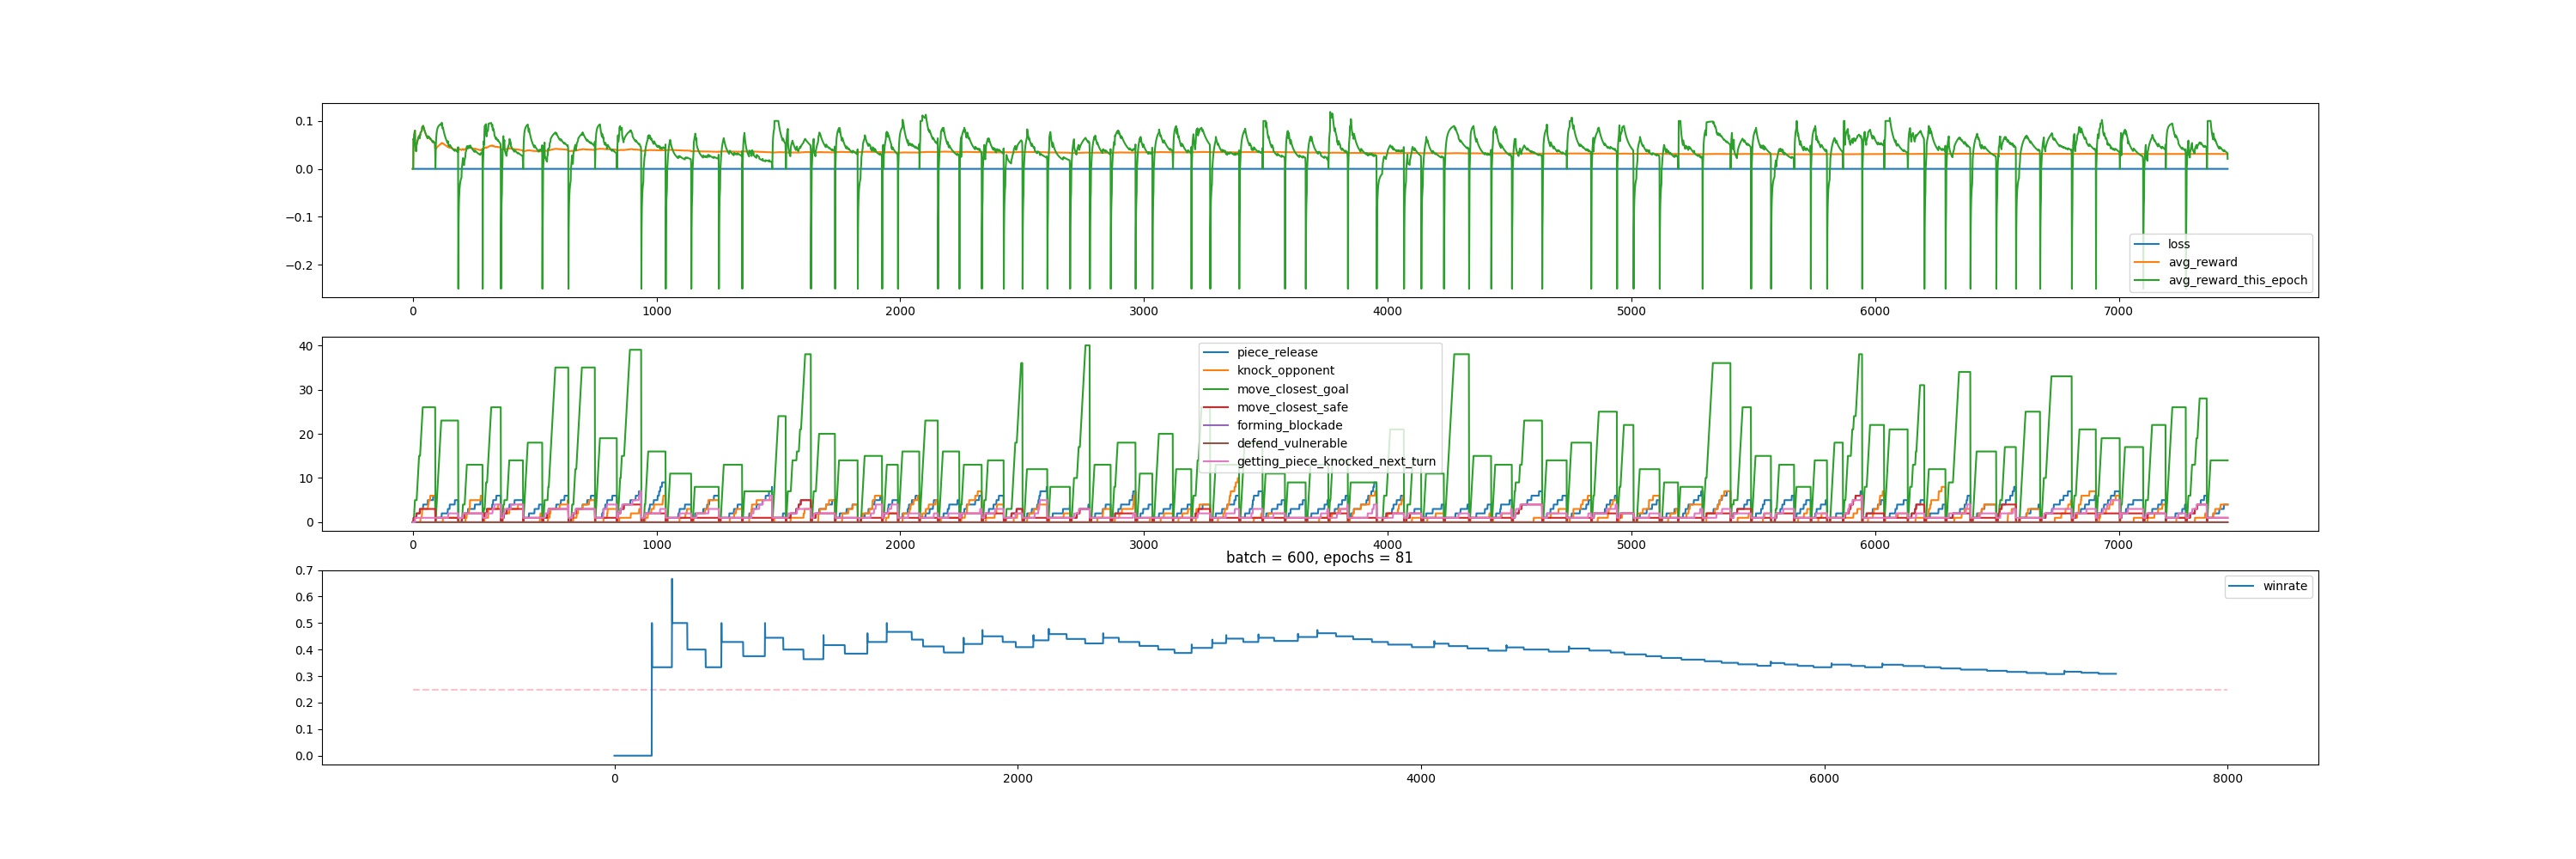 0.1
0.0
−0.1
−0.2
loss
avg_reward
avg_reward_this_epoch
0 1000 2000 3000 4000 5000 6000 7000
40
30
20
10
0
piece_release
knock_opponent
move_closest_goal
move_closest_safe
forming_blockade
defend_vulnerable
getting_piece_knocked_next_turn
0 1000 2000 3000 4000 5000 6000 7000
batch = 600, epochs = 81
0.7
0.6
0.5
0.4
0.3
0.2
0.1
0.0
winrate
0 2000 4000 6000 8000